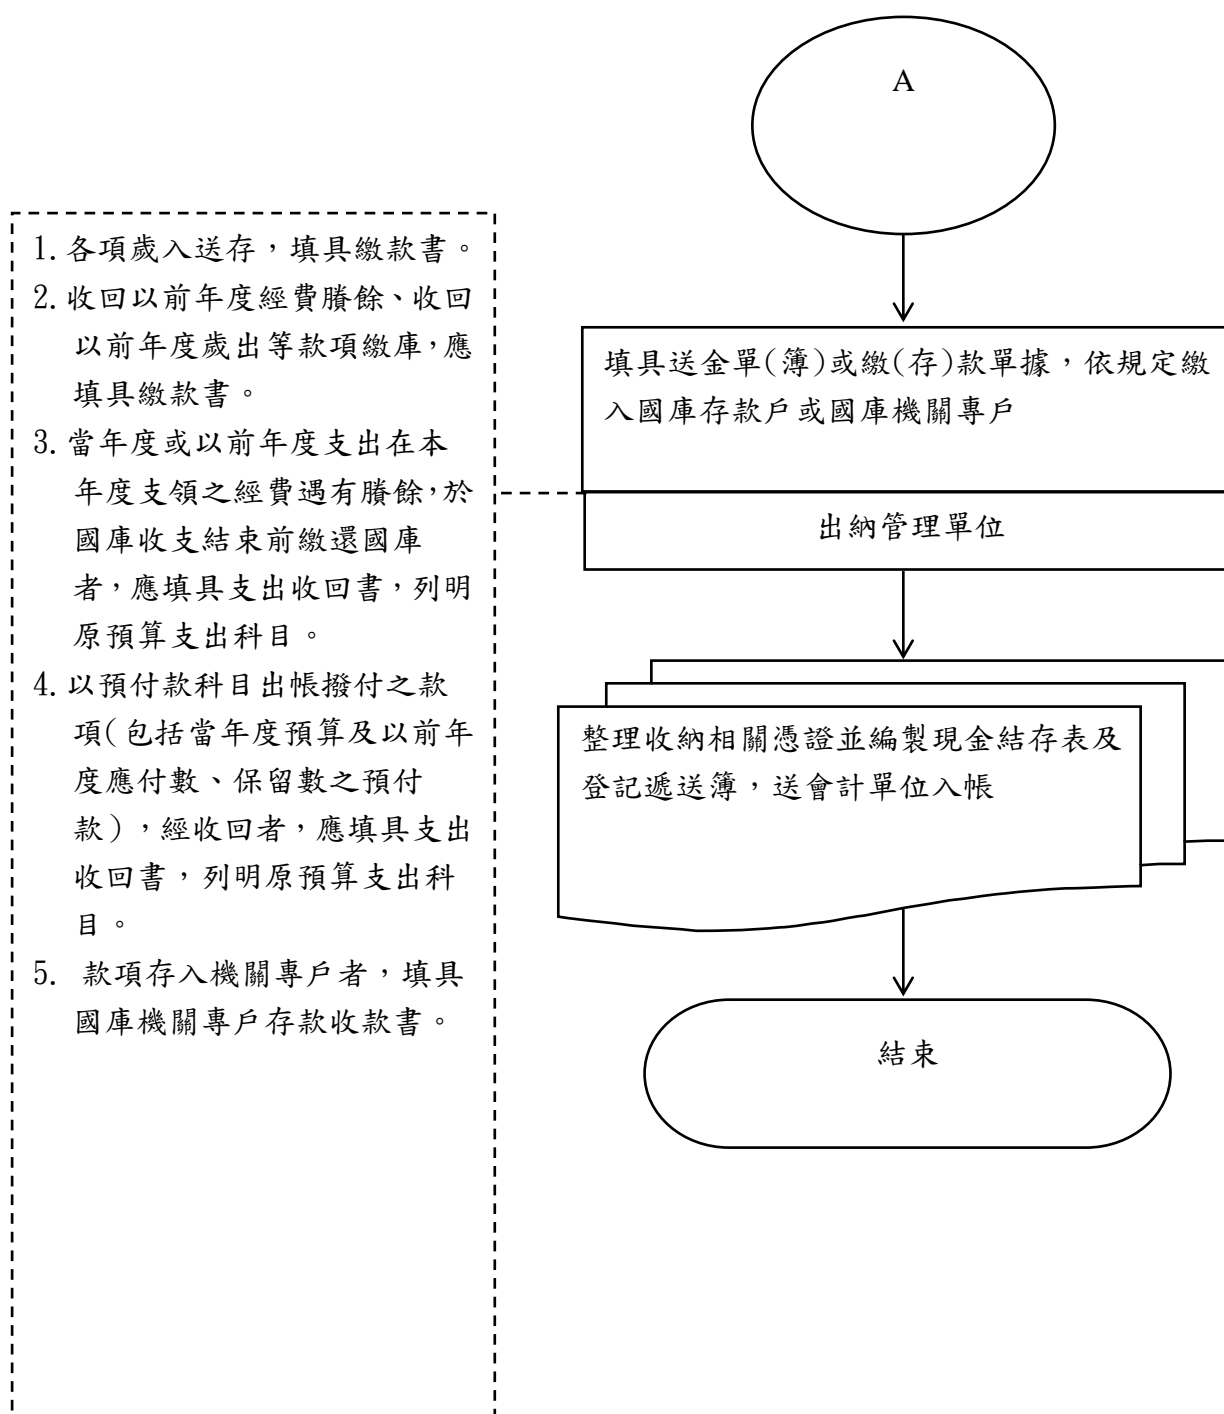 A
1. 各項歲入送存，填具繳款書。
2. 收回以前年度經費賸餘、收回
以前年度歲出等款項繳庫，應
填具繳款書。
3. 當年度或以前年度支出在本
年度支領之經費遇有賸餘，於
國庫收支結束前繳還國庫
者，應填具支出收回書，列明
原預算支出科目。
4. 以預付款科目出帳撥付之款
項(包括當年度預算及以前年
度應付數、保留數之預付
款)，經收回者，應填具支出
收回書，列明原預算支出科
目。
5. 款項存入機關專戶者，填具
國庫機關專戶存款收款書。
填具送金單(簿)或繳(存)款單據，依規定繳
入國庫存款戶或國庫機關專戶
出納管理單位
整理收納相關憑證並編製現金結存表及
登記遞送簿，送會計單位入帳
結束